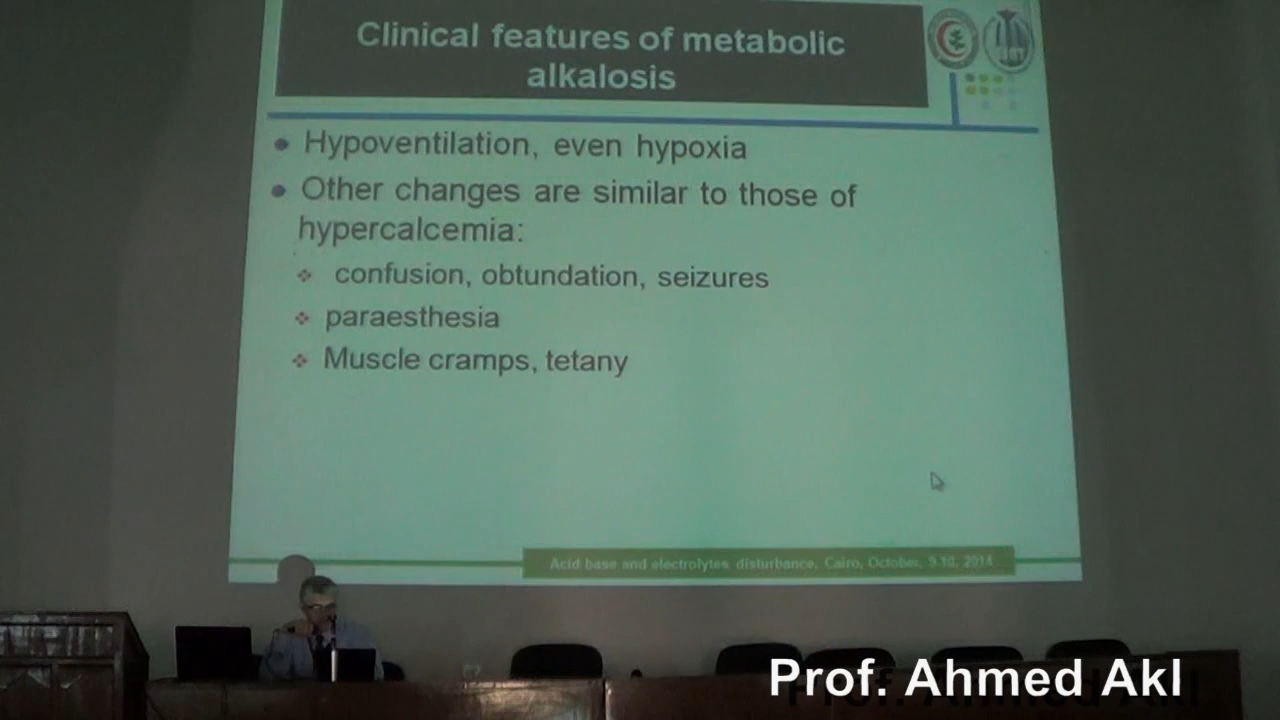 Clinical features of metabolic
alkalosis
Hypoventilation, even hypoxia
Other changes are similar to those of
hypercalcemia:
confusion, obtundation, seizures
paraesthesia
Muscle cramps, tetany
Acid base and electrolytes disturbance, Cairo, October, 9-10, 2014
Prof. Ahmed Akl